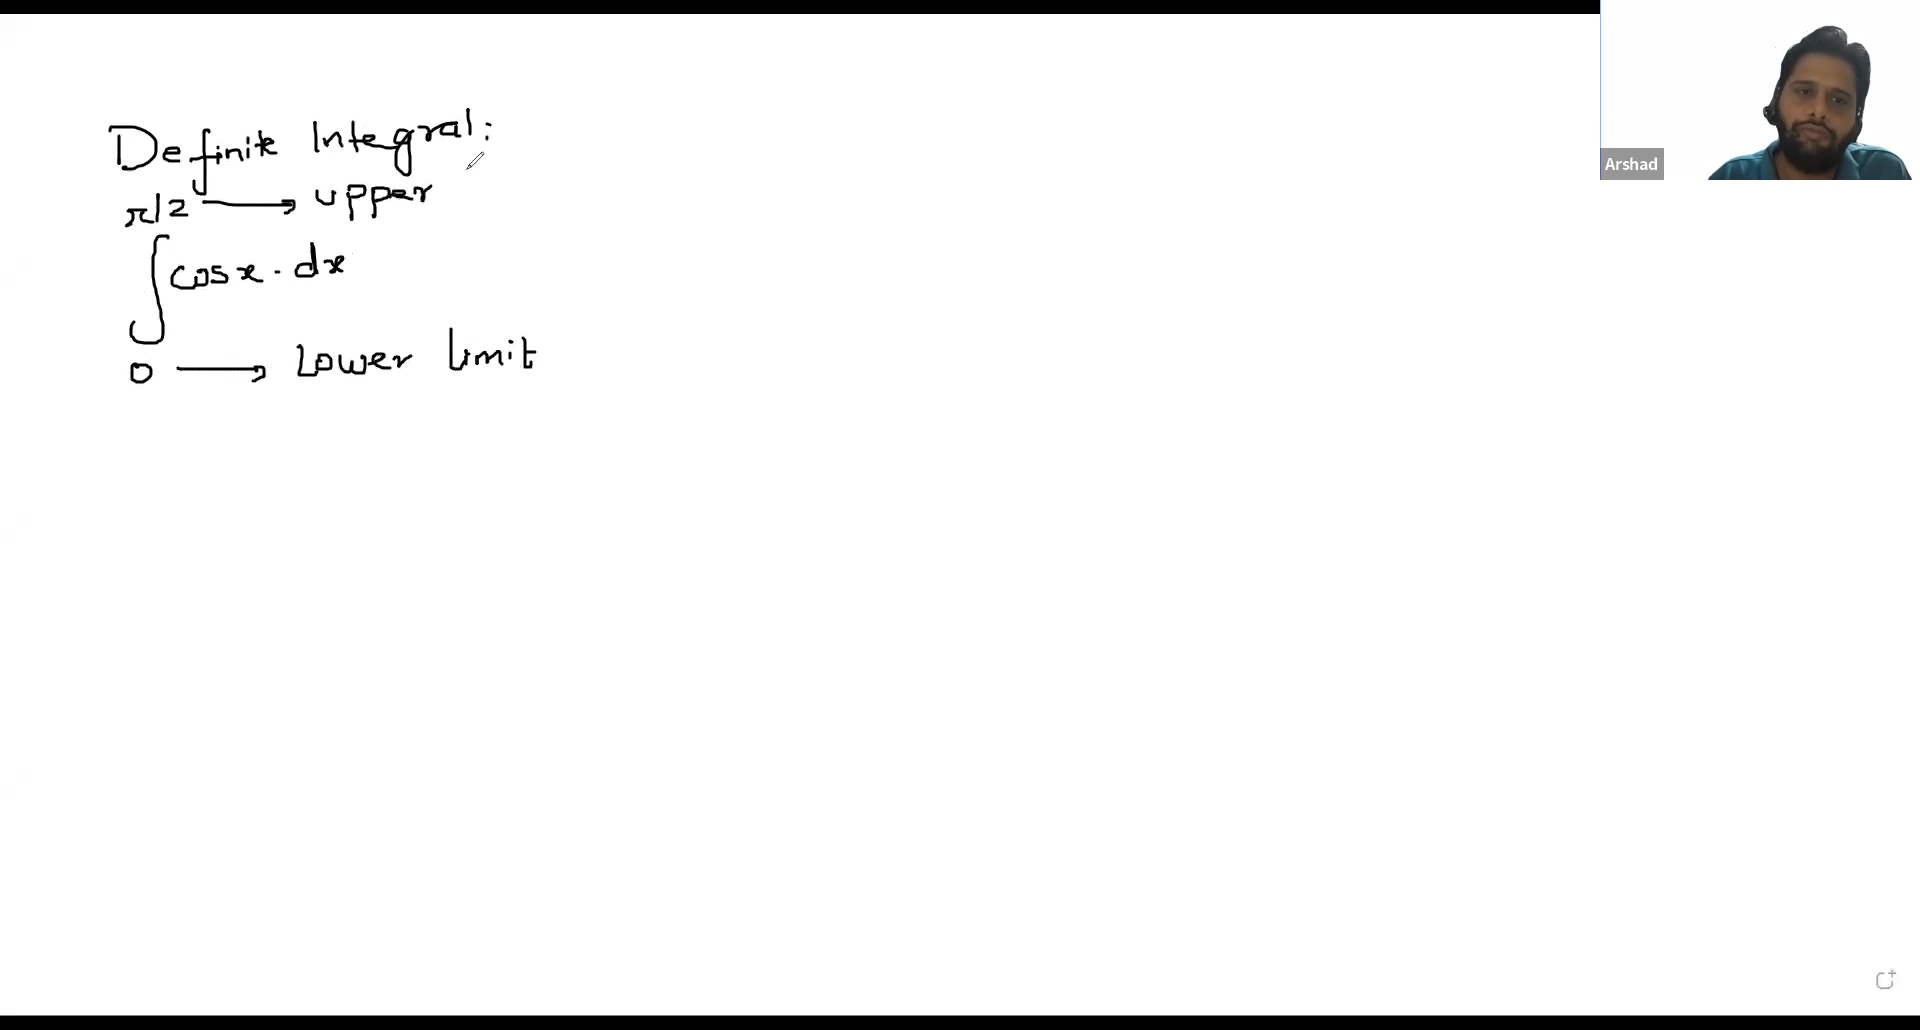 Definite Integral:
π/2 → upper
∫ cos x · dx
0 → Lower limit
Arshad